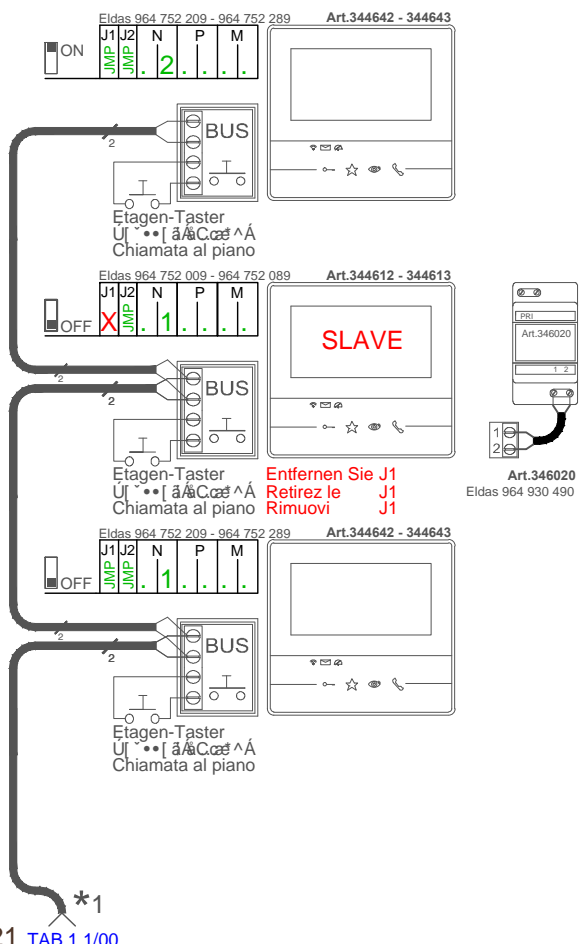 Eldas 964 752 209 - 964 752 289 Art.344642 - 344643
ON J1 J2 N P M
JMP JMP . 2 . . . .
BUS
2
Etagen-Taster
Chiamata al piano
Eldas 964 752 009 - 964 752 089 Art.344612 - 344613
OFF J1 J2 N P M
X JMP . 1 . . . .
SLAVE
PRI
Art.346020
1 2
2
BUS
2
1
2
Etagen-Taster Entfernen Sie J1
Retirez le J1
Chiamata al piano Rimuovi J1
Art.346020
Eldas 964 930 490
Eldas 964 752 209 - 964 752 289 Art.344642 - 344643
OFF J1 J2 N P M
JMP JMP . 1 . . . .
2
BUS
2
Etagen-Taster
Chiamata al piano
*1
21 TAB 1.1/00